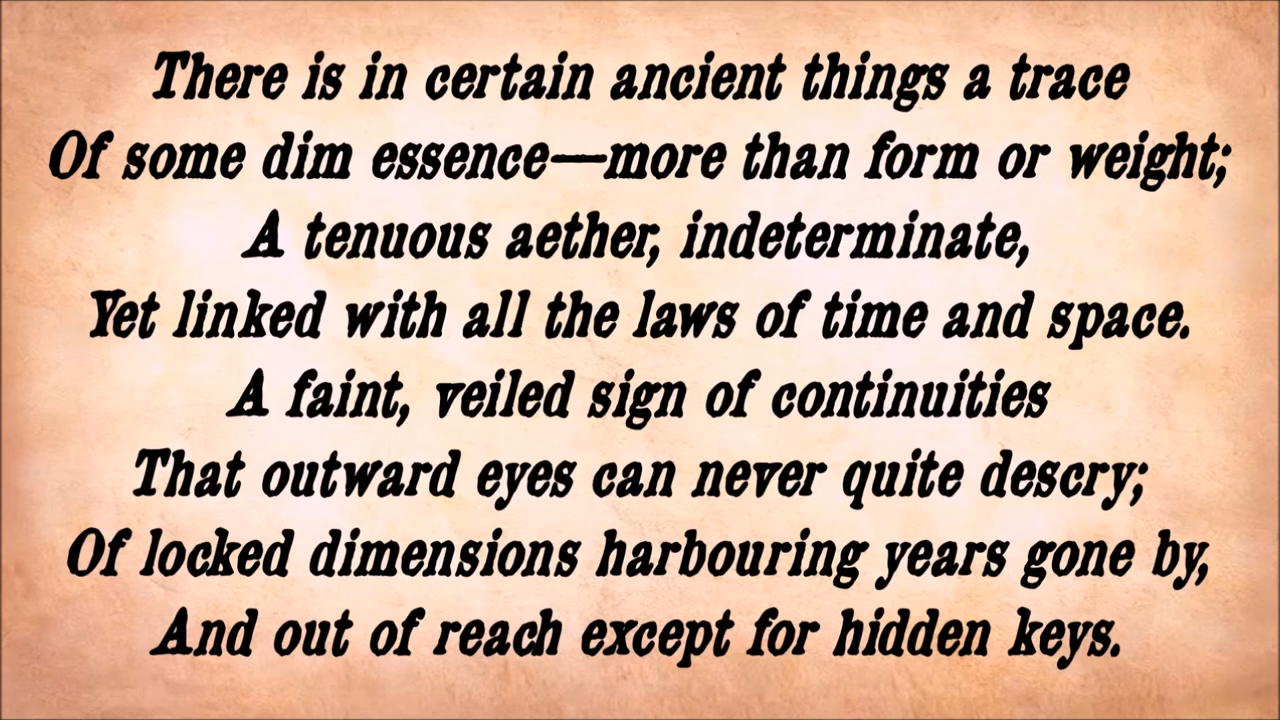 There is in certain ancient things a trace
Of some dim essence—more than form or weight;
A tenuous aether, indeterminate,
Yet linked with all the laws of time and space.
A faint, veiled sign of continuities
That outward eyes can never quite descry;
Of locked dimensions harbouring years gone by,
And out of reach except for hidden keys.